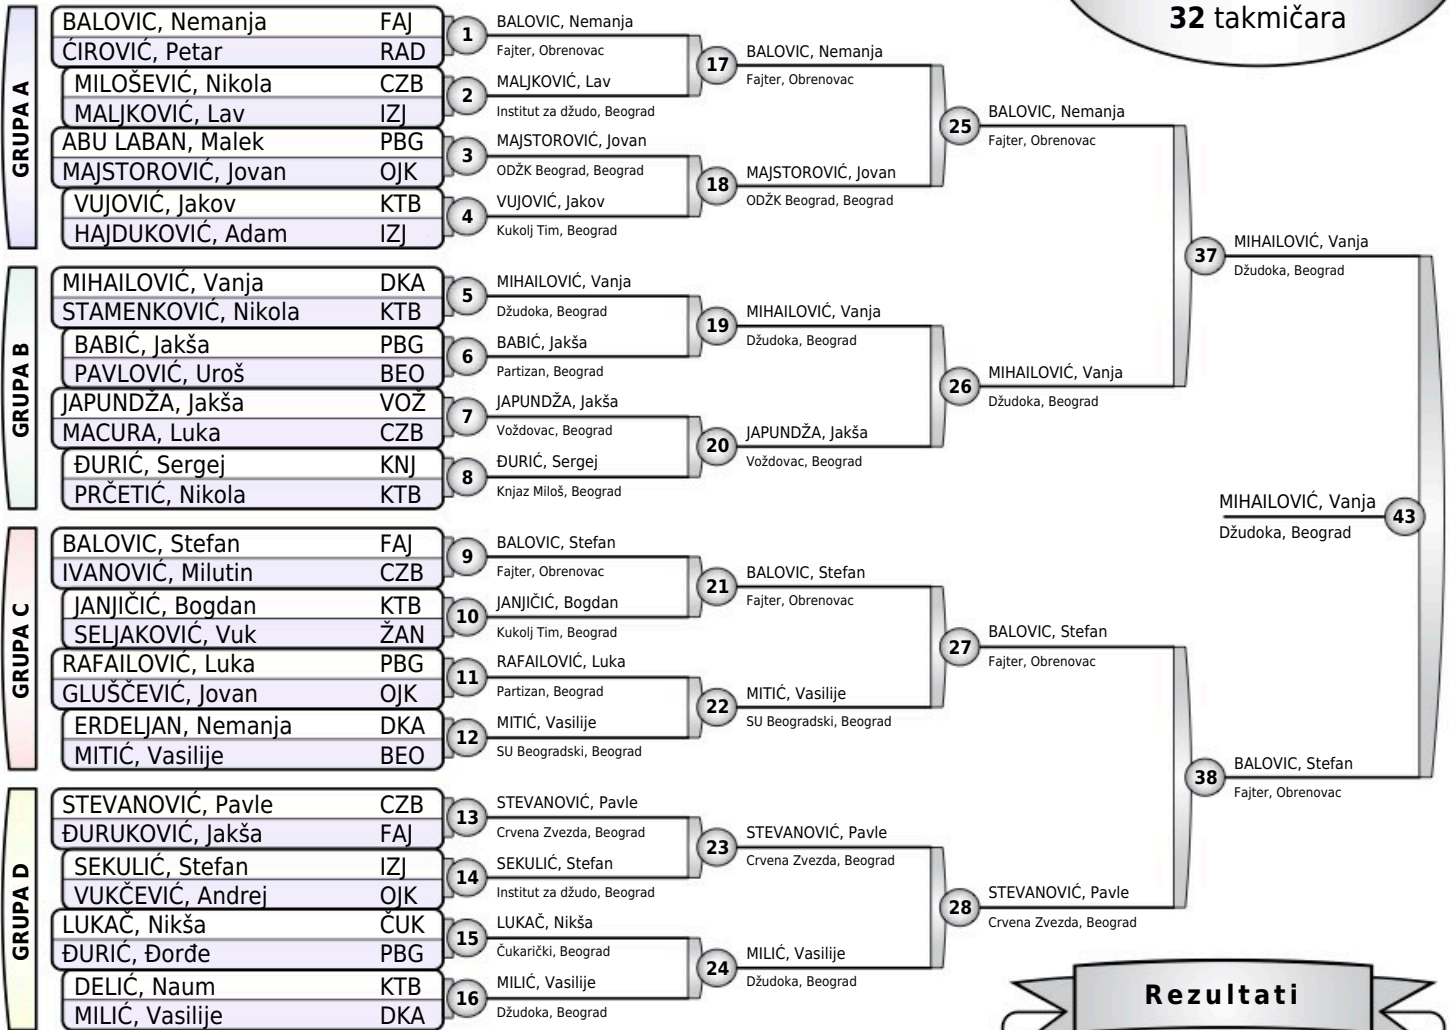 32 takmičara
GRUPA A
BALOVIC, Nemanja FAJ
ĆIROVIĆ, Petar RAD
MILOŠEVIĆ, Nikola CZB
MALJKOVIĆ, Lav IZJ
ABU LABAN, Malek PBG
MAJSTOROVIĆ, Jovan OJK
VUJOVIĆ, Jakov KTB
HAJDUKOVIĆ, Adam IZJ
GRUPA B
MIHAILOVIĆ, Vanja DKA
STAMENKOVIĆ, Nikola KTB
BABIĆ, Jakša PBG
PAVLOVIĆ, Uroš BEO
JAPUNDŽA, Jakša VOŽ
MACURA, Luka CZB
ĐURIĆ, Sergej KNJ
PRČETIĆ, Nikola KTB
GRUPA C
BALOVIC, Stefan FAJ
IVANOVIĆ, Milutin CZB
JANJIČIĆ, Bogdan KTB
SELJAKOVIĆ, Vuk ŽAN
RAFAILOVIĆ, Luka PBG
GLUŠČEVIĆ, Jovan OJK
ERDELJAN, Nemanja DKA
MITIĆ, Vasilije BEO
GRUPA D
STEVANOVIĆ, Pavle CZB
ĐURUKOVIĆ, Jakša FAJ
SEKULIĆ, Stefan IZJ
VUKČEVIĆ, Andrej OJK
LUKAČ, Nikša ČUK
ĐURIĆ, Đorđe PBG
DELIĆ, Naum KTB
MILIĆ, Vasilije DKA
1 BALOVIC, Nemanja
Fajter, Obrenovac
2 MALJKOVIĆ, Lav
Institut za džudo, Beograd
3 MAJSTOROVIĆ, Jovan
ODŽK Beograd, Beograd
4 VUJOVIĆ, Jakov
Kukolj Tim, Beograd
5 MIHAILOVIĆ, Vanja
Džudoka, Beograd
6 BABIĆ, Jakša
Partizan, Beograd
7 JAPUNDŽA, Jakša
Voždovac, Beograd
8 ĐURIĆ, Sergej
Knjaz Miloš, Beograd
9 BALOVIC, Stefan
Fajter, Obrenovac
10 JANJIČIĆ, Bogdan
Kukolj Tim, Beograd
11 RAFAILOVIĆ, Luka
Partizan, Beograd
12 MITIĆ, Vasilije
SU Beogradski, Beograd
13 STEVANOVIĆ, Pavle
Crvena Zvezda, Beograd
14 SEKULIĆ, Stefan
Institut za džudo, Beograd
15 LUKAČ, Nikša
Čukarički, Beograd
16 MILIĆ, Vasilije
Džudoka, Beograd
17 BALOVIC, Nemanja
Fajter, Obrenovac
18 MAJSTOROVIĆ, Jovan
ODŽK Beograd, Beograd
19 MIHAILOVIĆ, Vanja
Džudoka, Beograd
20 JAPUNDŽA, Jakša
Voždovac, Beograd
21 BALOVIC, Stefan
Fajter, Obrenovac
22 MITIĆ, Vasilije
SU Beogradski, Beograd
23 STEVANOVIĆ, Pavle
Crvena Zvezda, Beograd
24 MILIĆ, Vasilije
Džudoka, Beograd
25 BALOVIC, Nemanja
Fajter, Obrenovac
26 MIHAILOVIĆ, Vanja
Džudoka, Beograd
27 BALOVIC, Stefan
Fajter, Obrenovac
28 STEVANOVIĆ, Pavle
Crvena Zvezda, Beograd
37 MIHAILOVIĆ, Vanja
Džudoka, Beograd
38 BALOVIC, Stefan
Fajter, Obrenovac
MIHAILOVIĆ, Vanja 43
Džudoka, Beograd
Rezultati